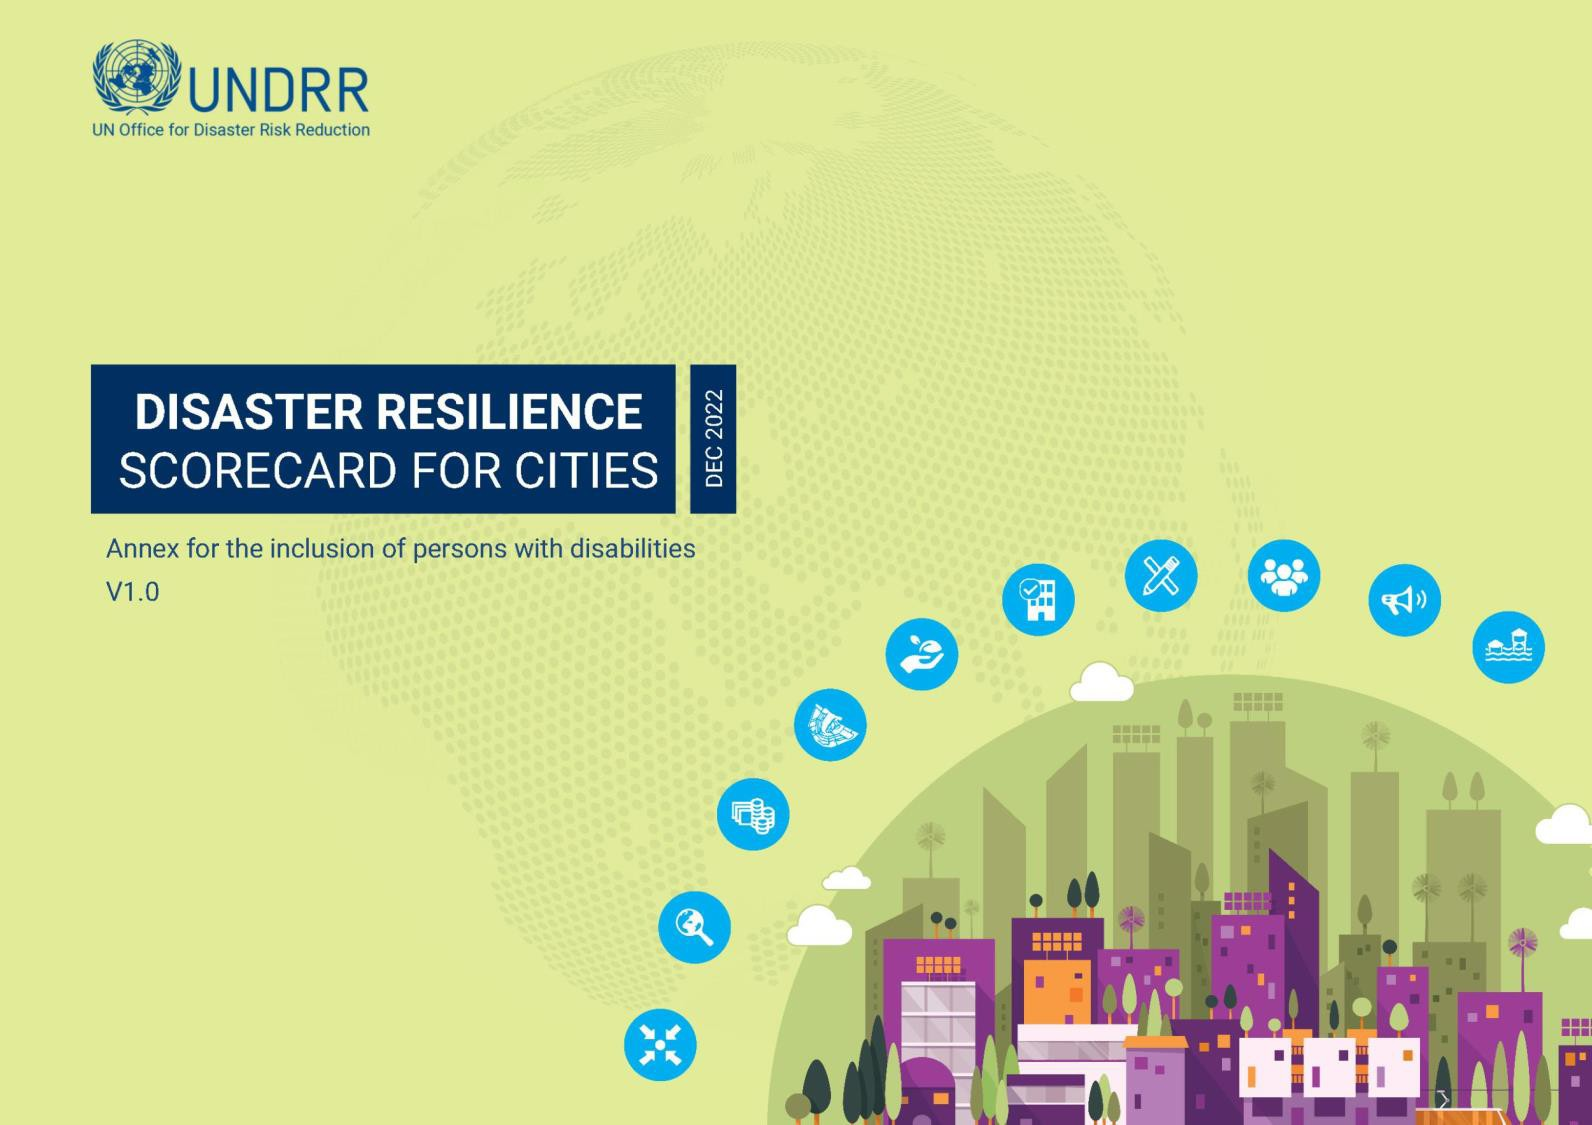 UNDRR
UN Office for Disaster Risk Reduction
DISASTER RESILIENCE
SCORECARD FOR CITIES
DEC 2022
Annex for the inclusion of persons with disabilities
V1.0